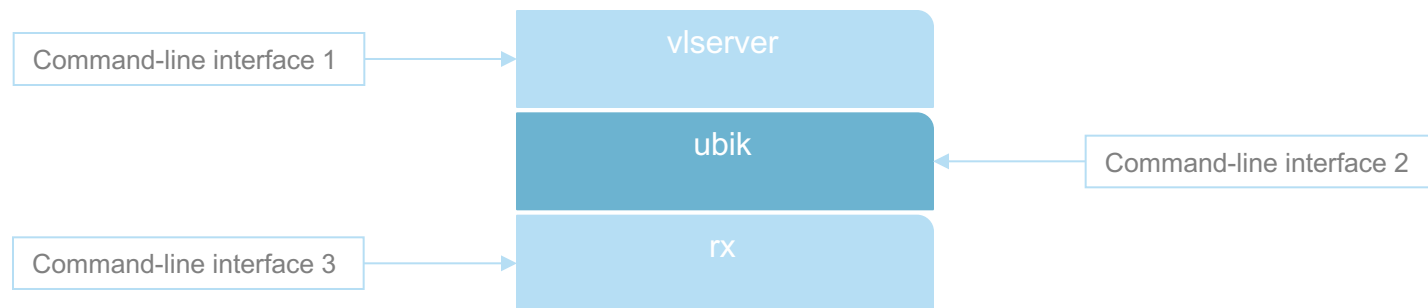 vlserver
Command-line interface 1
ubik
Command-line interface 2
rx
Command-line interface 3